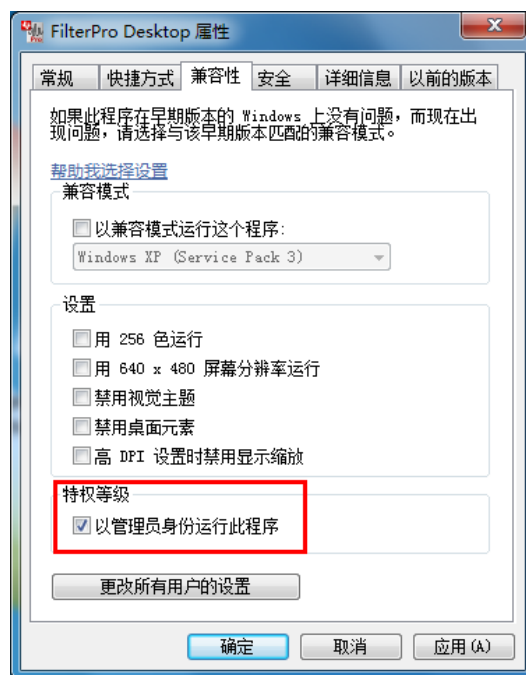 FilterPro Desktop 属性
常规 快捷方式 兼容性 安全 详细信息 以前的版本
如果此程序在早期版本的 Windows 上没有问题，而现在出
现问题，请选择与该早期版本匹配的兼容模式。
帮助我选择设置
兼容模式
以兼容模式运行这个程序:
Windows XP (Service Pack 3)
设置
用 256 色运行
用 640 x 480 屏幕分辨率运行
禁用视觉主题
禁用桌面元素
高 DPI 设置时禁用显示缩放
特权等级
以管理员身份运行此程序
更改所有用户的设置
确定 取消 应用(A)